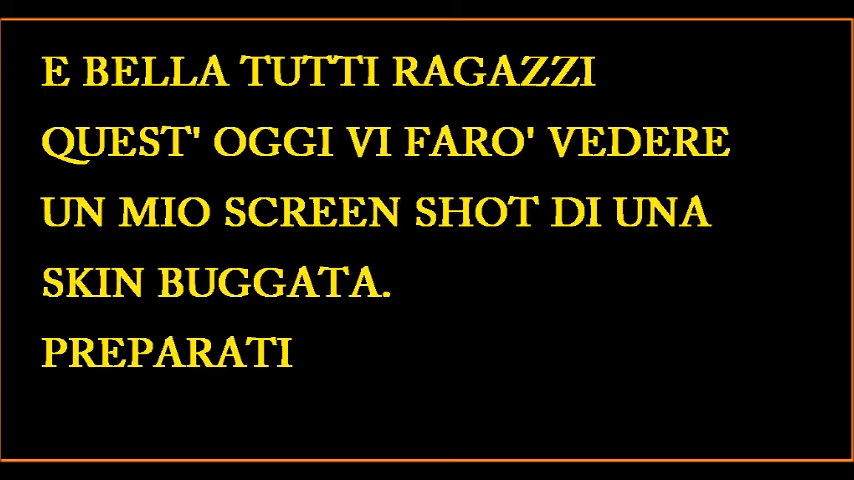 E BELLA TUTTI RAGAZZI
QUEST' OGGI VI FARO' VEDERE
UN MIO SCREEN SHOT DI UNA
SKIN BUGGATA.
PREPARATI